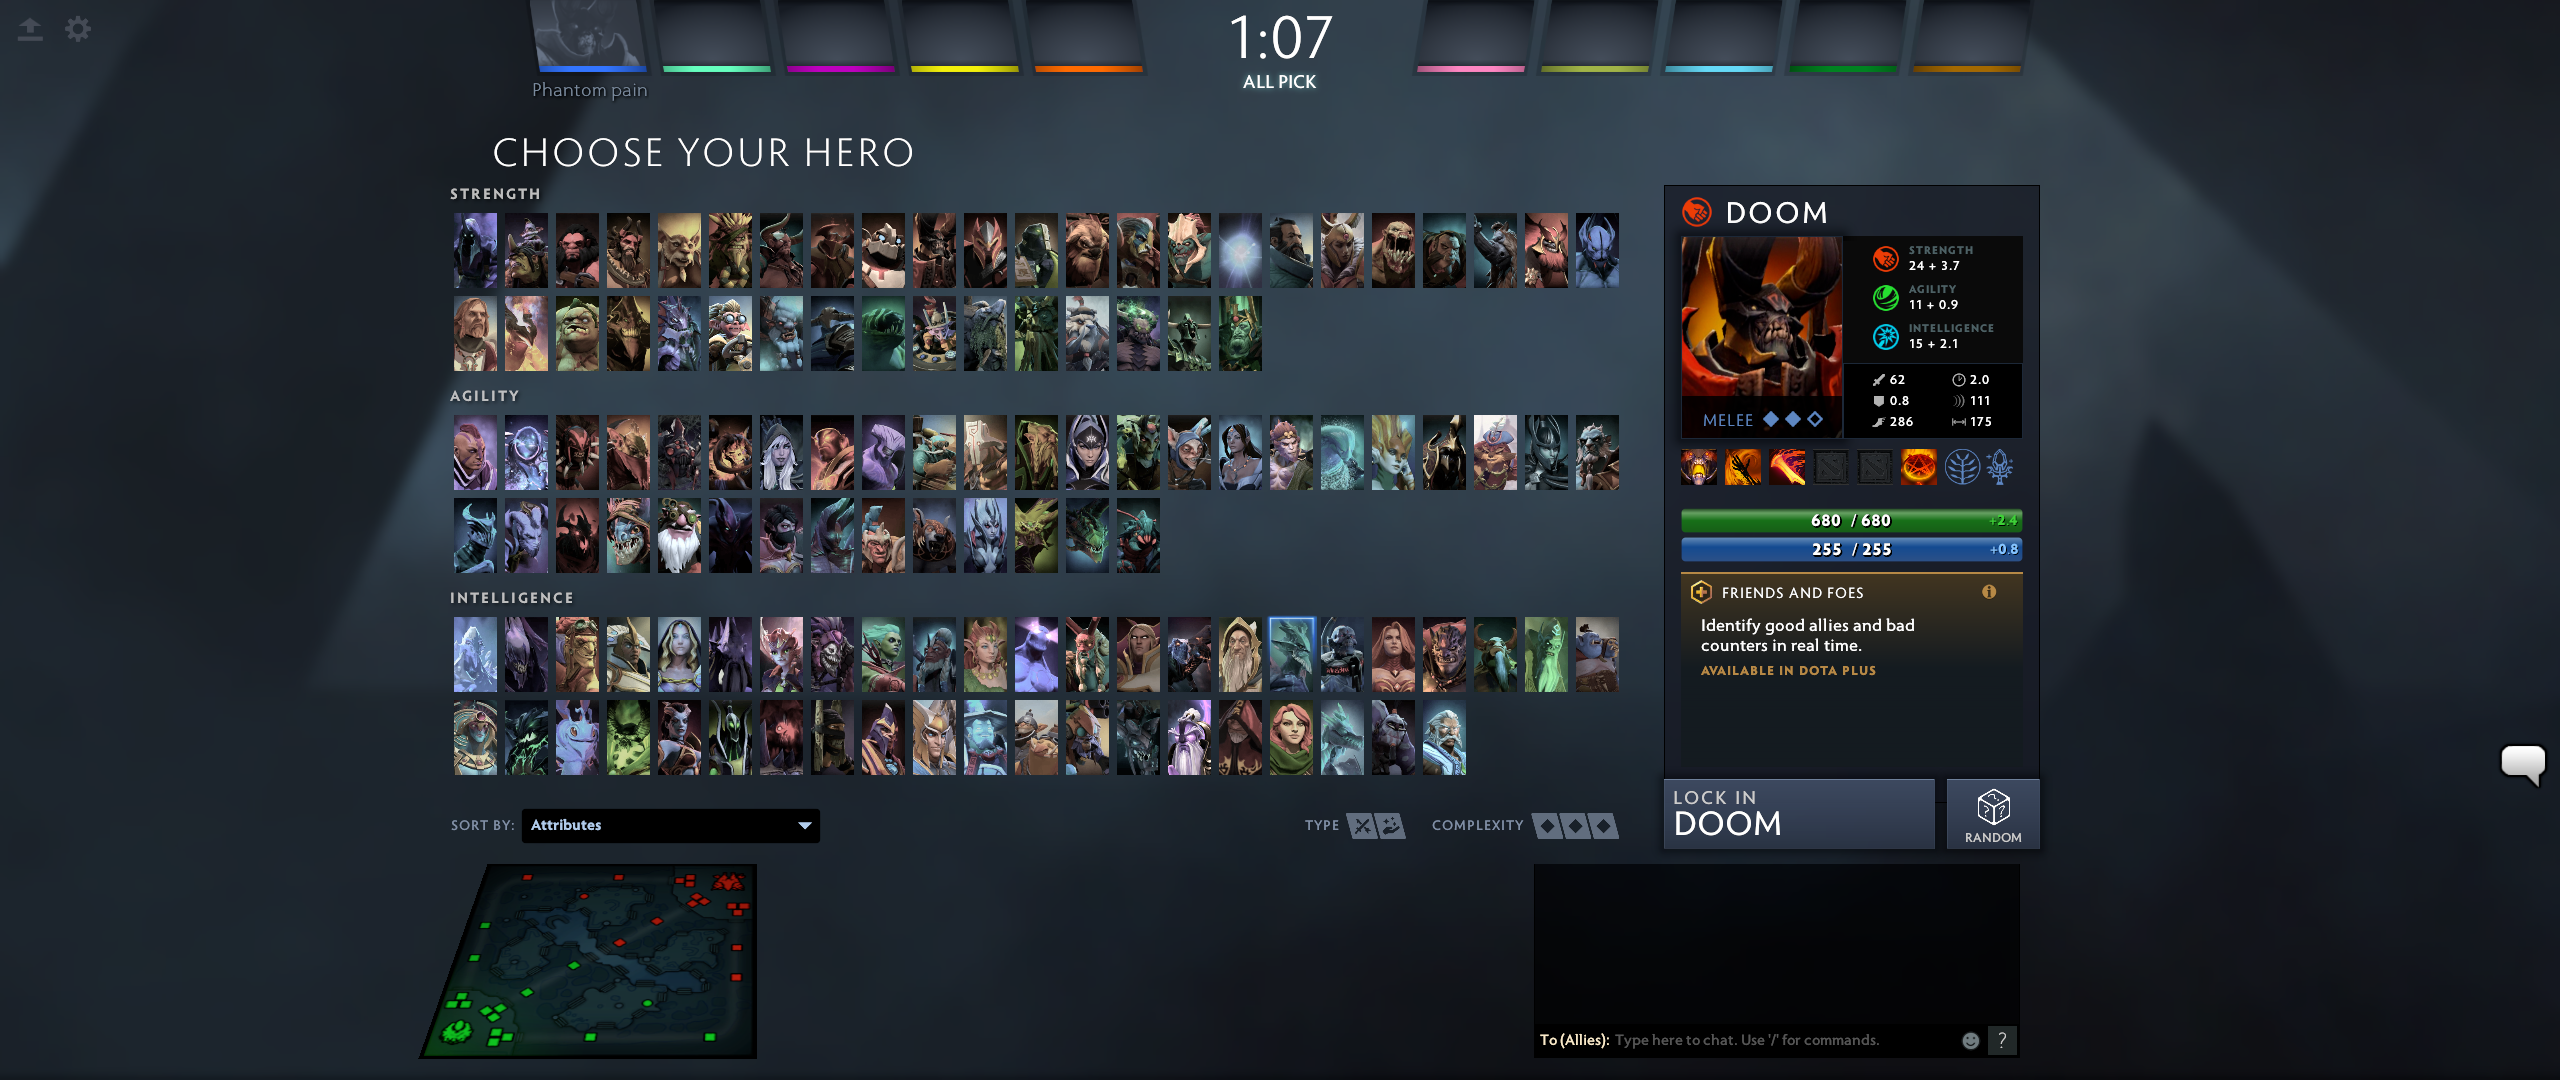 1:07
ALL PICK
Phantom pain
CHOOSE YOUR HERO
STRENGTH
AGILITY
INTELLIGENCE
DOOM
STRENGTH
24 + 3.7
AGILITY
11 + 0.9
INTELLIGENCE
15 + 2.1
MELEE
62 2.0
0.8 111
286 175
680 / 680 +2.4
255 / 255 +0.8
FRIENDS AND FOES
Identify good allies and bad
counters in real time.
AVAILABLE IN DOTA PLUS
LOCK IN
DOOM
RANDOM
SORT BY: Attributes
TYPE COMPLEXITY
To (Allies): Type here to chat. Use '/' for commands. ?